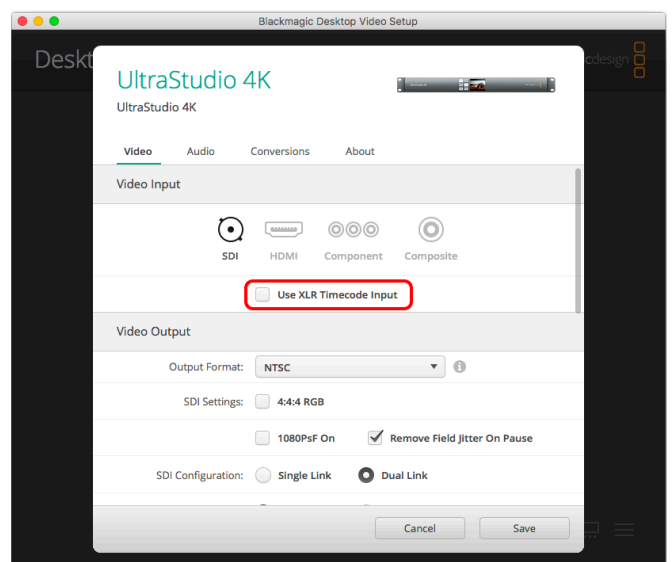 Blackmagic Desktop Video Setup
Deskt
cdesign
UltraStudio 4K
UltraStudio 4K
Video Audio Conversions About
Video Input
SDI HDMI Component Composite
Use XLR Timecode Input
Video Output
Output Format: NTSC
SDI Settings: 4:4:4 RGB
1080PsF On Remove Field Jitter On Pause
SDI Configuration: Single Link Dual Link
Cancel Save